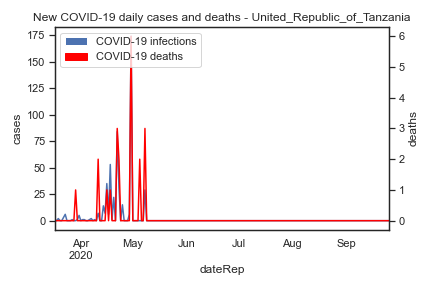 New COVID-19 daily cases and deaths - United_Republic_of_Tanzania
COVID-19 infections
COVID-19 deaths
175
150
125
100
75
50
25
0
cases
6
5
4
3
2
1
0
deaths
Apr
2020
May
Jun
Jul
Aug
Sep
dateRep